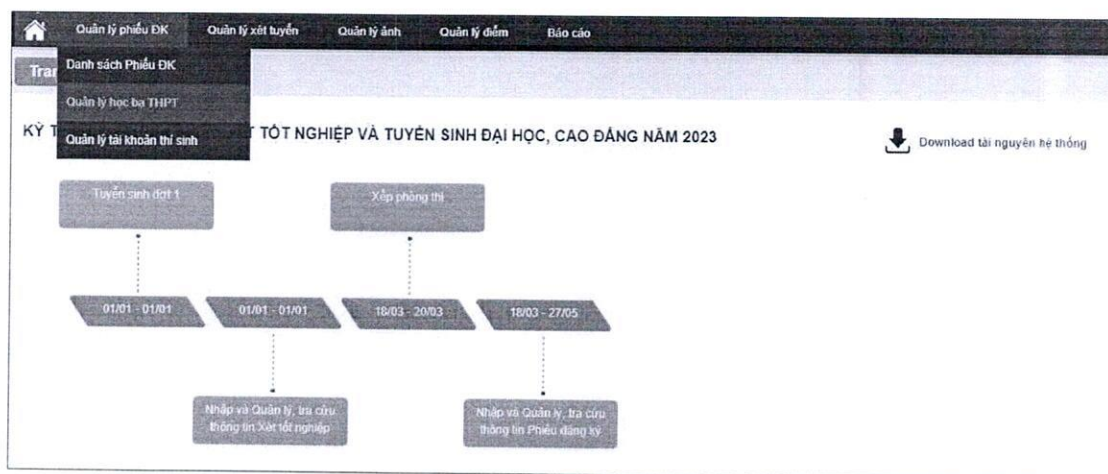 Quản lý phiếu ĐK Quản lý xét tuyển Quản lý ảnh Quản lý điểm Báo cáo
Danh sách Phiếu ĐK
Quản lý học bạ THPT
Quản lý tài khoản thí sinh
T TỐT NGHIỆP VÀ TUYỂN SINH ĐẠI HỌC, CAO ĐẲNG NĂM 2023
Download tài nguyên hệ thống
Tuyển sinh đợt 1 Xếp phòng thi
01/01 - 01/01 01/01 - 01/01 18/03 - 20/03 18/03 - 27/05
Nhập và Quản lý, tra cứu
thông tin Xét tốt nghiệp
Nhập và Quản lý, tra cứu
thông tin Phiếu đăng ký